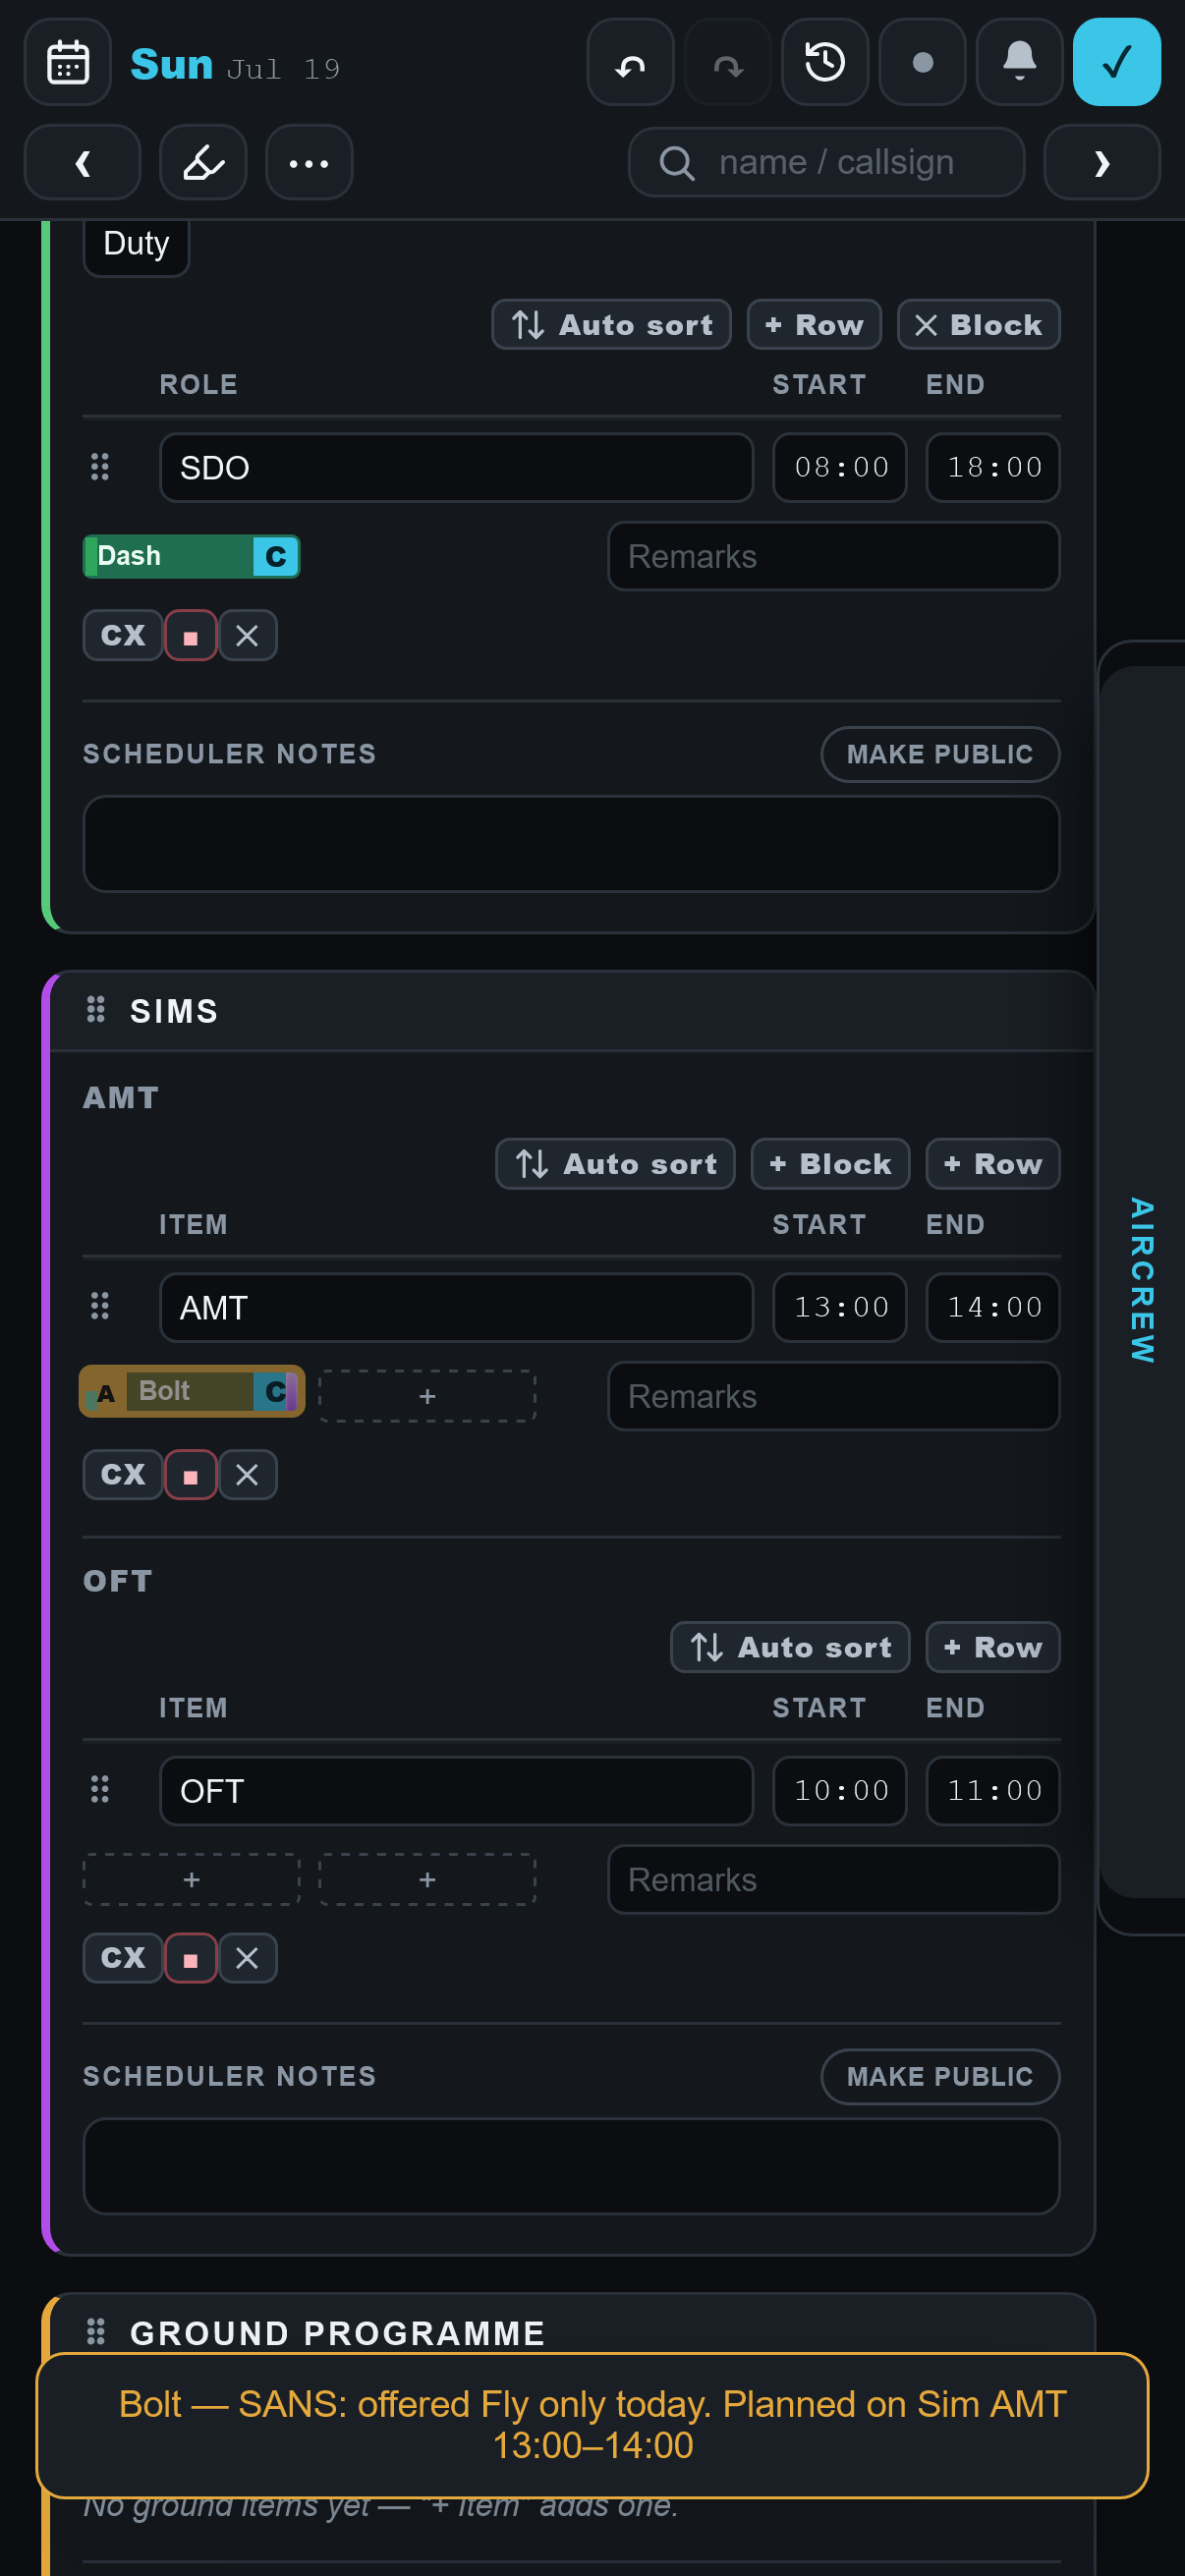 Sun Jul 19
name / callsign
Duty
Auto sort + Row × Block
ROLE START END
SDO 08:00 18:00
Dash C Remarks
CX
SCHEDULER NOTES MAKE PUBLIC
SIMS
AMT
Auto sort + Block + Row
ITEM START END
AMT 13:00 14:00
A Bolt C + Remarks
CX
OFT
Auto sort + Row
ITEM START END
OFT 10:00 11:00
+ + Remarks
CX
SCHEDULER NOTES MAKE PUBLIC
AIRCREW
GROUND PROGRAMME
Bolt — SANS: offered Fly only today. Planned on Sim AMT
13:00–14:00
No ground items yet — "+ Item" adds one.